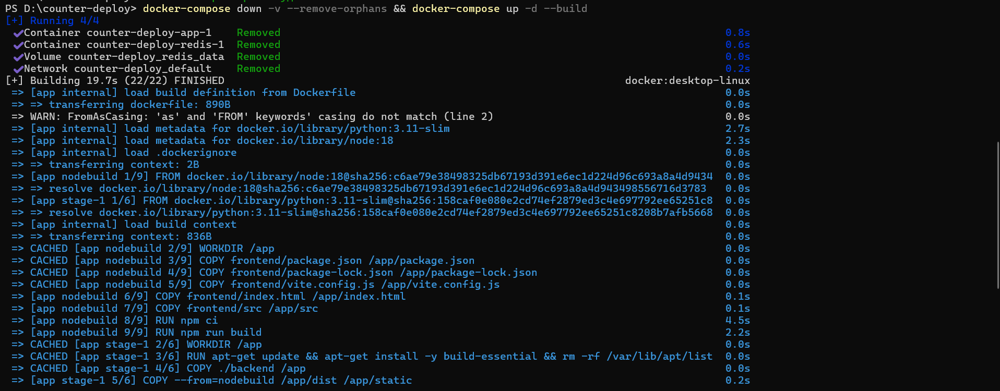 PS D:\counter-deploy> docker-compose down -v --remove-orphans && docker-compose up -d --build
[+] Running 4/4
✔Container counter-deploy-app-1 Removed 0.8s
✔Container counter-deploy-redis-1 Removed 0.6s
✔Volume counter-deploy_redis_data Removed 0.0s
✔Network counter-deploy_default Removed 0.2s
[+] Building 19.7s (22/22) FINISHED docker:desktop-linux
=> [app internal] load build definition from Dockerfile 0.0s
=> => transferring dockerfile: 890B 0.0s
=> WARN: FromAsCasing: 'as' and 'FROM' keywords' casing do not match (line 2) 0.0s
=> [app internal] load metadata for docker.io/library/python:3.11-slim 2.7s
=> [app internal] load metadata for docker.io/library/node:18 2.3s
=> [app internal] load .dockerignore 0.0s
=> => transferring context: 2B 0.0s
=> [app nodebuild 1/9] FROM docker.io/library/node:18@sha256:c6ae79e38498325db67193d391e6ec1d224d96c693a8a4d9434 0.0s
=> => resolve docker.io/library/node:18@sha256:c6ae79e38498325db67193d391e6ec1d224d96c693a8a4d943498556716d3783 0.0s
=> [app stage-1 1/6] FROM docker.io/library/python:3.11-slim@sha256:158caf0e080e2cd74ef2879ed3c4e697792ee65251c8 0.0s
=> => resolve docker.io/library/python:3.11-slim@sha256:158caf0e080e2cd74ef2879ed3c4e697792ee65251c8208b7afb5668 0.0s
=> [app internal] load build context 0.0s
=> => transferring context: 836B 0.0s
=> CACHED [app nodebuild 2/9] WORKDIR /app 0.0s
=> CACHED [app nodebuild 3/9] COPY frontend/package.json /app/package.json 0.0s
=> CACHED [app nodebuild 4/9] COPY frontend/package-lock.json /app/package-lock.json 0.0s
=> CACHED [app nodebuild 5/9] COPY frontend/vite.config.js /app/vite.config.js 0.0s
=> [app nodebuild 6/9] COPY frontend/index.html /app/index.html 0.1s
=> [app nodebuild 7/9] COPY frontend/src /app/src 0.1s
=> [app nodebuild 8/9] RUN npm ci 4.5s
=> [app nodebuild 9/9] RUN npm run build 2.2s
=> CACHED [app stage-1 2/6] WORKDIR /app 0.0s
=> CACHED [app stage-1 3/6] RUN apt-get update && apt-get install -y build-essential && rm -rf /var/lib/apt/list 0.0s
=> CACHED [app stage-1 4/6] COPY ./backend /app 0.0s
=> [app stage-1 5/6] COPY --from=nodebuild /app/dist /app/static 0.2s